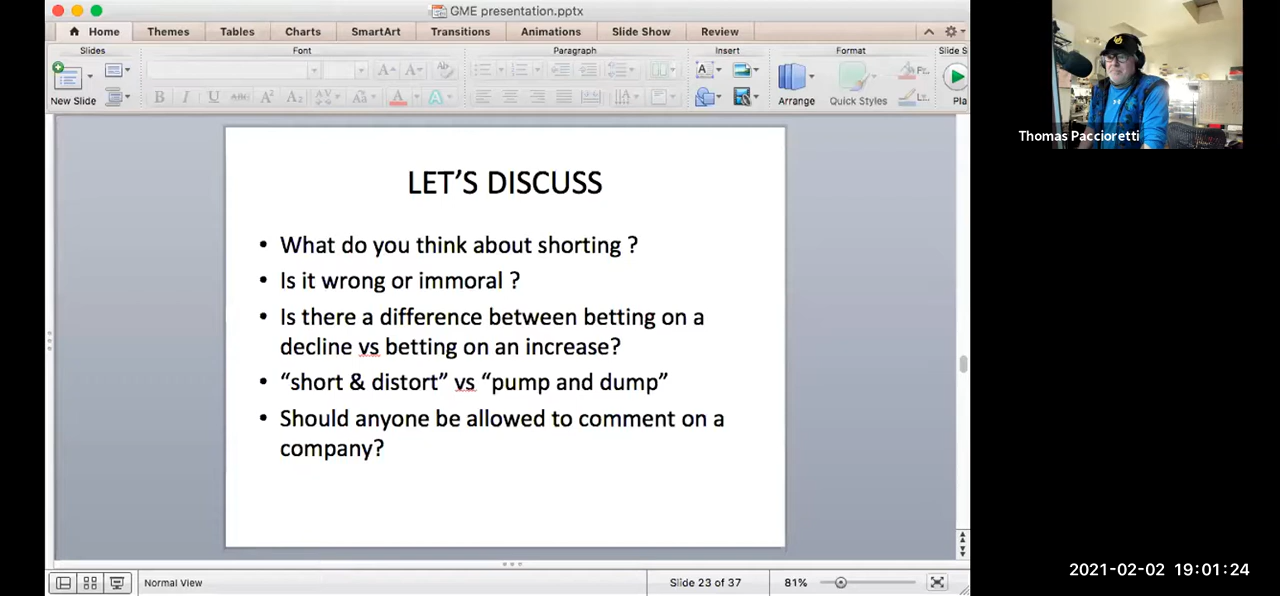 GME presentation.pptx
Home
Themes
Tables
Charts
SmartArt
Transitions
Animations
Slide Show
Review
Slides
Font
Paragraph
Insert
Format
Slide S
New Slide
Arrange
Quick Styles
Pla
LET'S DISCUSS
• What do you think about shorting ?
• Is it wrong or immoral ?
• Is there a difference between betting on a
decline vs betting on an increase?
• “short & distort” vs “pump and dump”
• Should anyone be allowed to comment on a
company?
Normal View
Slide 23 of 37
81%
Thomas Paccioretti
2021-02-02 19:01:24